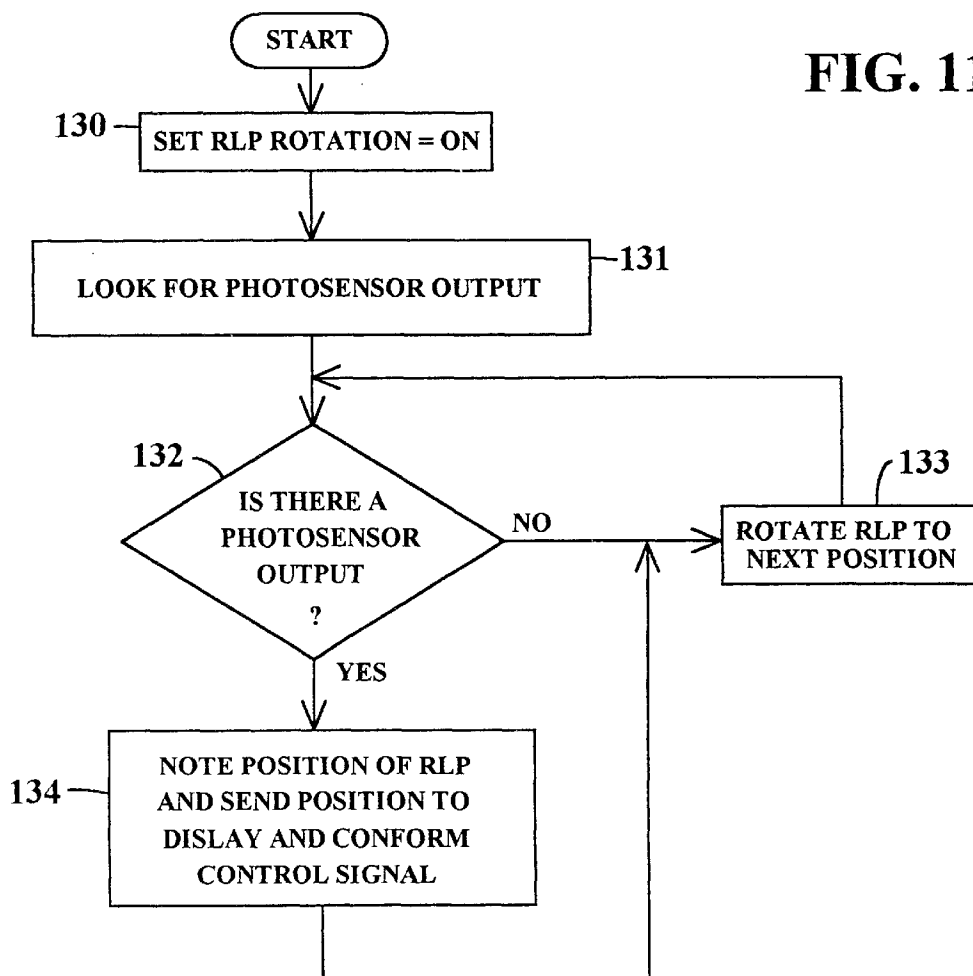 START
FIG. 11
130
SET RLP ROTATION = ON
131
LOOK FOR PHOTOSENSOR OUTPUT
132
IS THERE A
PHOTOSENSOR
OUTPUT
?
NO
133
ROTATE RLP TO
NEXT POSITION
YES
134
NOTE POSITION OF RLP
AND SEND POSITION TO
DISLAY AND CONFORM
CONTROL SIGNAL